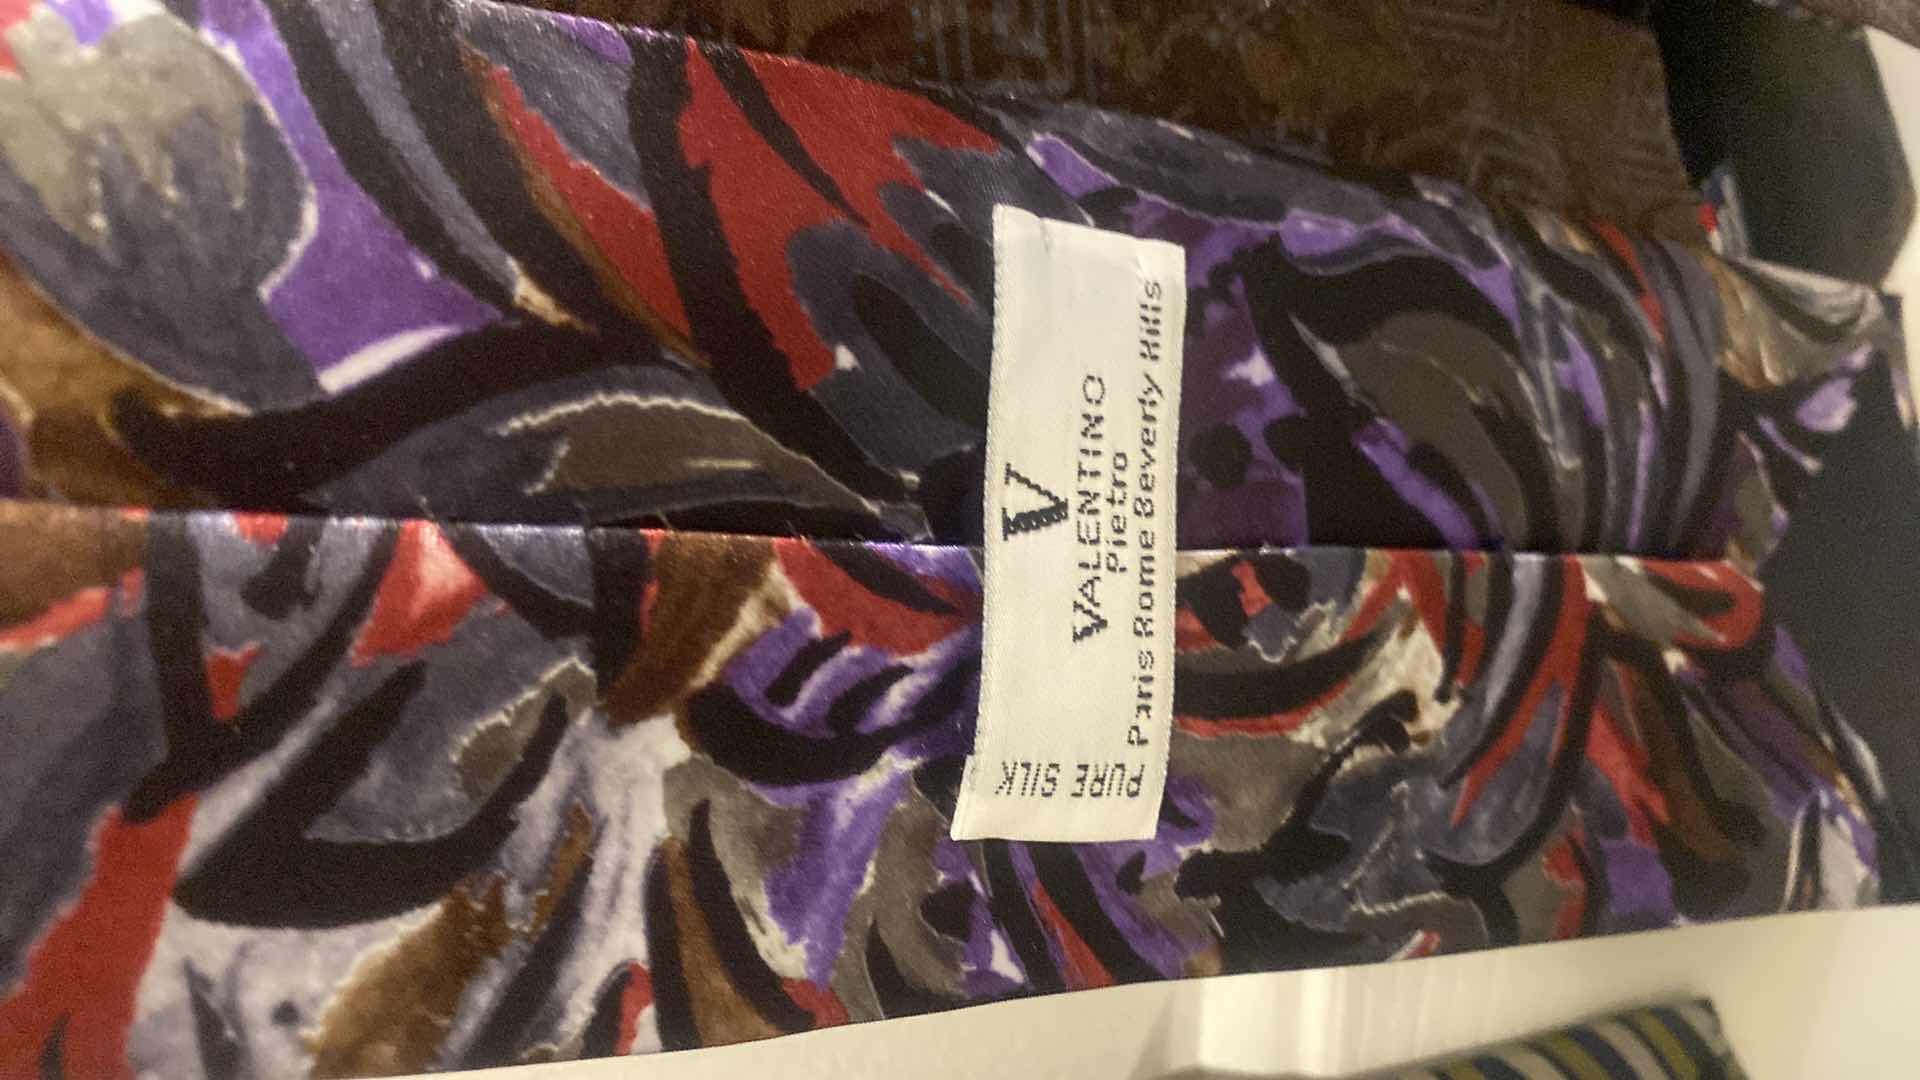 V
VALENTINO
Pietro
Paris Rome Beverly Hills
PURE SILK